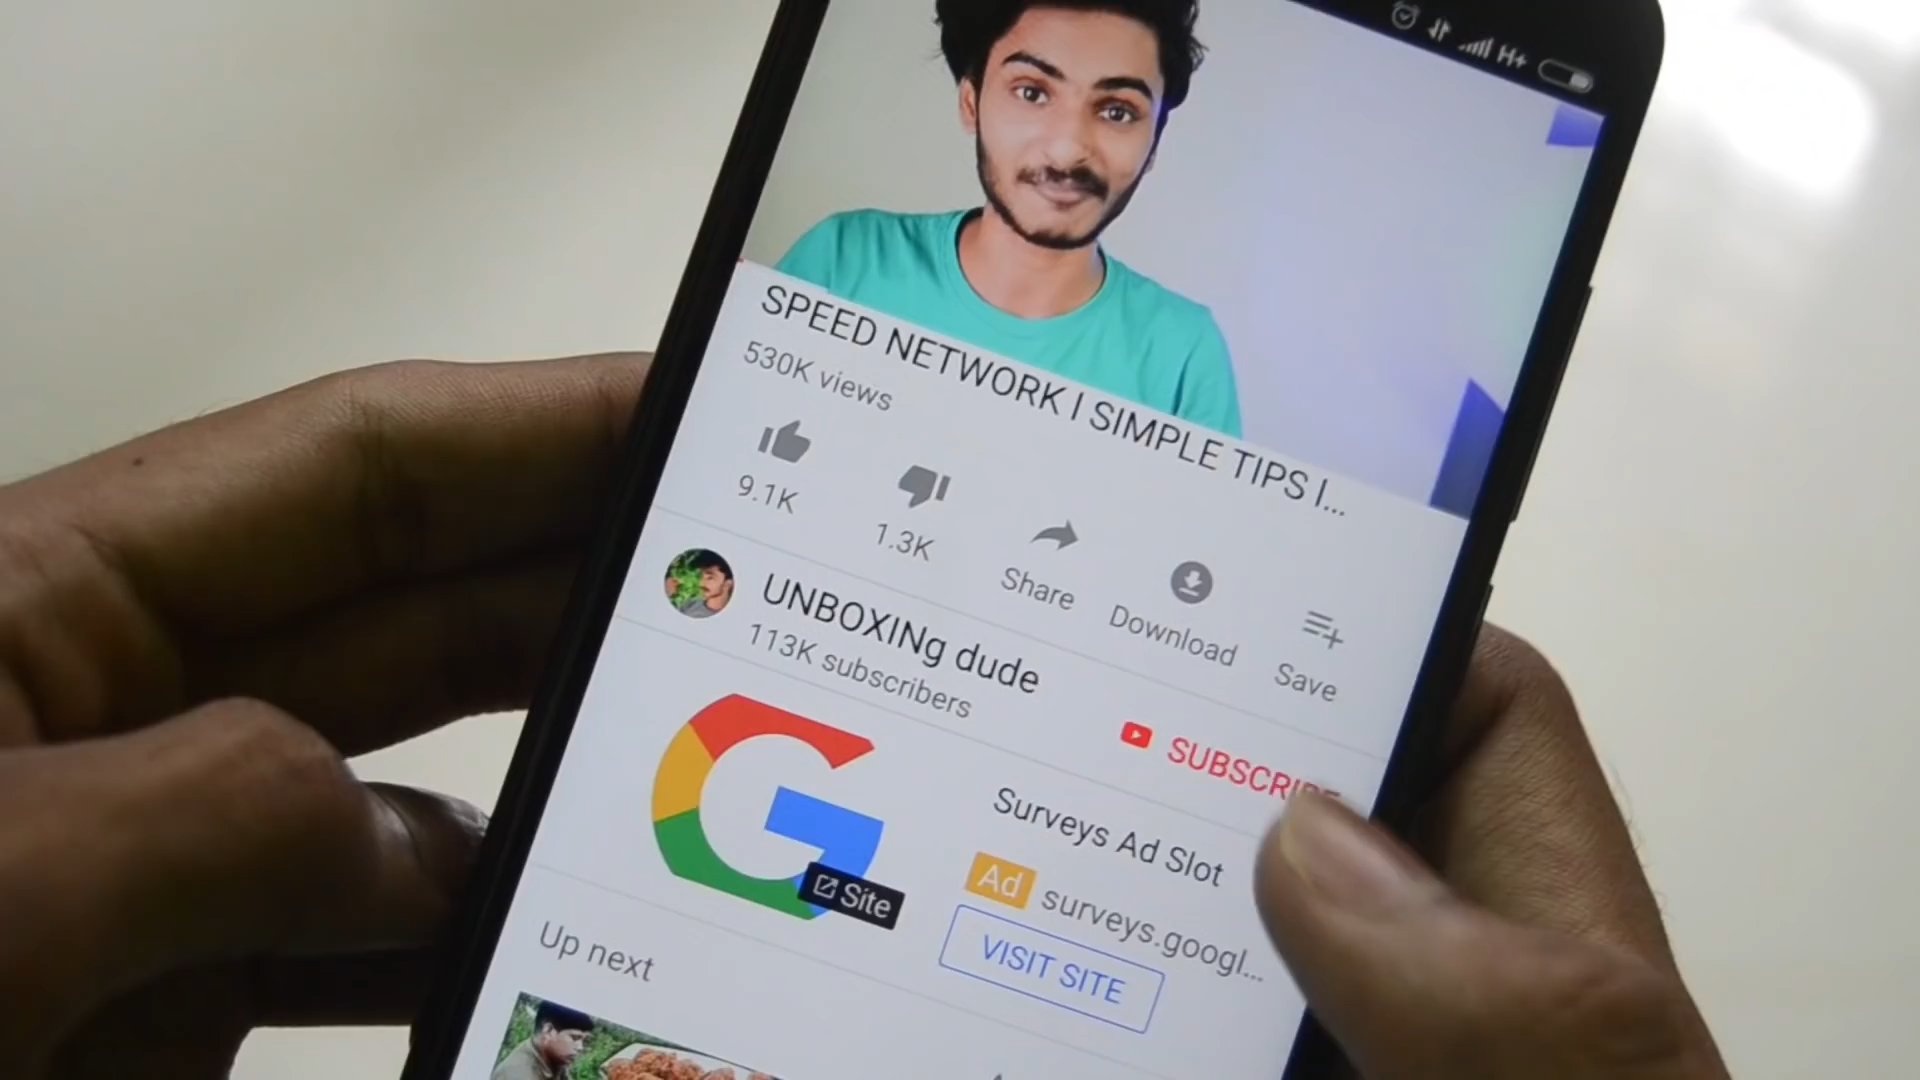 H+
SPEED NETWORK I SIMPLE TIPS I...
530K views
9.1K
1.3K
Share
Download
Save
UNBOXINg dude
113K subscribers
SUBSCRIBE
Surveys Ad Slot
Site
Ad surveys.googl...
VISIT SITE
Up next